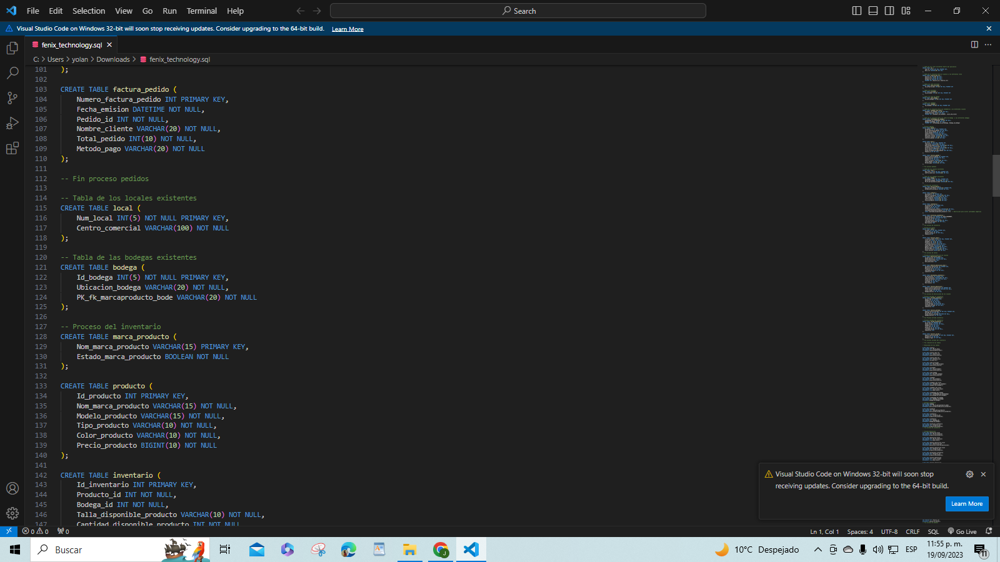 File Edit Selection View Go Run Terminal Help
Search
Visual Studio Code on Windows 32-bit will soon stop receiving updates. Consider upgrading to the 64-bit build. Learn More
fenix_technology.sql
C: > Users > yolan > Downloads > fenix_technology.sql
101 );
102
103 CREATE TABLE factura_pedido (
104 Numero_factura_pedido INT PRIMARY KEY,
105 Fecha_emision DATETIME NOT NULL,
106 Pedido_id INT NOT NULL,
107 Nombre_cliente VARCHAR(20) NOT NULL,
108 Total_pedido INT(10) NOT NULL,
109 Metodo_pago VARCHAR(20) NOT NULL
110 );
111
112 -- Fin proceso pedidos
113
114 -- Tabla de los locales existentes
115 CREATE TABLE local (
116 Num_local INT(5) NOT NULL PRIMARY KEY,
117 Centro_comercial VARCHAR(100) NOT NULL
118 );
119
120 -- Tabla de las bodegas existentes
121 CREATE TABLE bodega (
122 Id_bodega INT(5) NOT NULL PRIMARY KEY,
123 Ubicacion_bodega VARCHAR(20) NOT NULL,
124 PK_fk_marcaproducto_bode VARCHAR(20) NOT NULL
125 );
126
127 -- Proceso del inventario
128 CREATE TABLE marca_producto (
129 Nom_marca_producto VARCHAR(15) PRIMARY KEY,
130 Estado_marca_producto BOOLEAN NOT NULL
131 );
132
133 CREATE TABLE producto (
134 Id_producto INT PRIMARY KEY,
135 Nom_marca_producto VARCHAR(15) NOT NULL,
136 Modelo_producto VARCHAR(15) NOT NULL,
137 Tipo_producto VARCHAR(10) NOT NULL,
138 Color_producto VARCHAR(10) NOT NULL,
139 Precio_producto BIGINT(10) NOT NULL
140 );
141
142 CREATE TABLE inventario (
143 Id_inventario INT PRIMARY KEY,
144 Producto_id INT NOT NULL,
145 Bodega_id INT NOT NULL,
146 Talla_disponible_producto VARCHAR(10) NOT NULL,
147 Cantidad_disponible_producto INT NOT NULL
Visual Studio Code on Windows 32-bit will soon stop
receiving updates. Consider upgrading to the 64-bit build.
Learn More
0 0 0
Ln 1, Col 1 Spaces: 4 UTF-8 CRLF SQL Go Live
Buscar
10°C Despejado
ESP
11:55 p. m.
19/09/2023
11